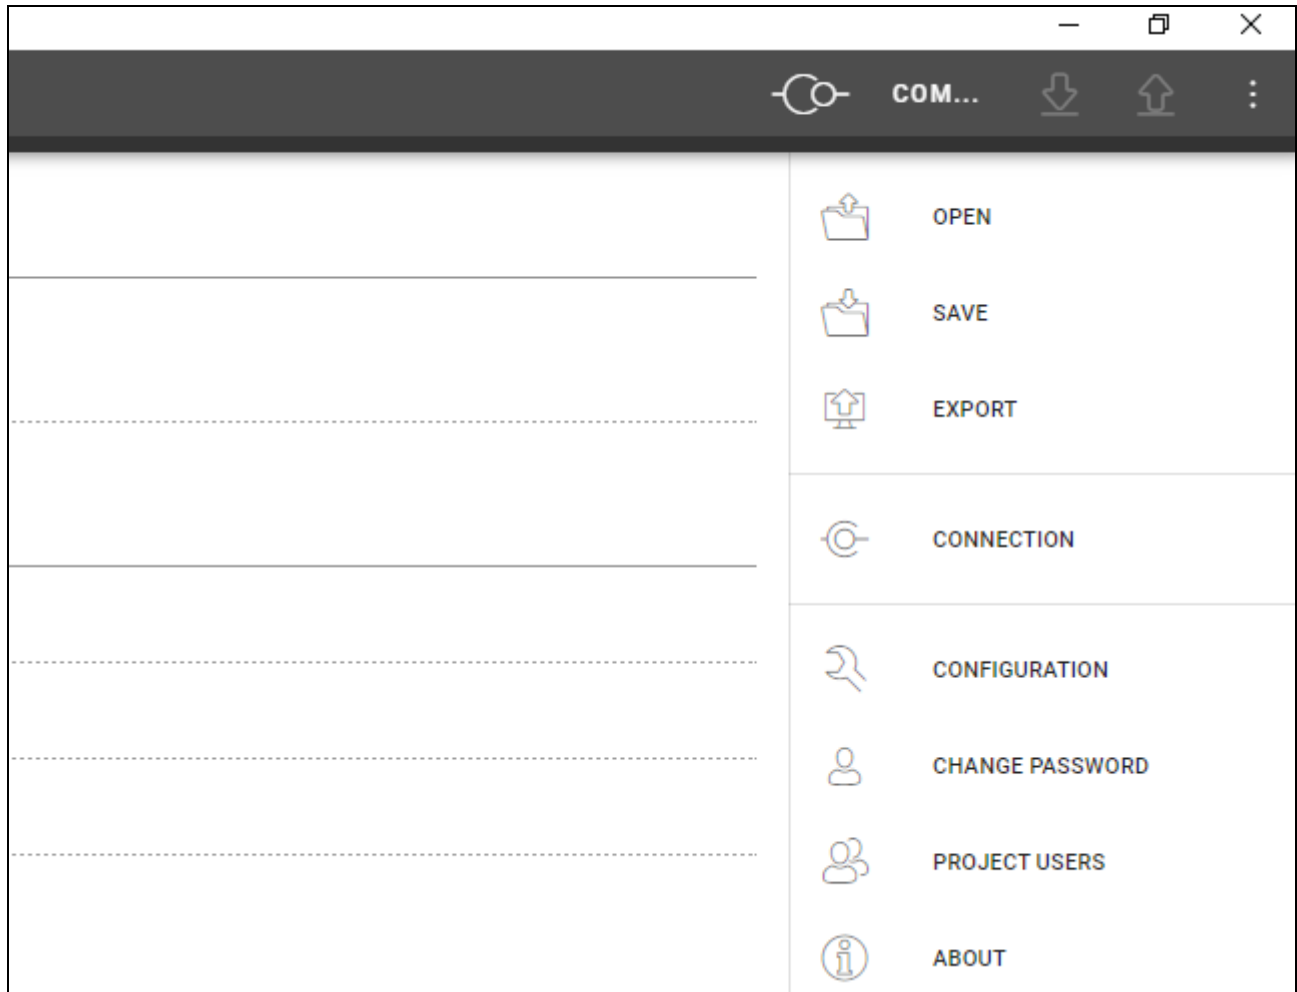 COM...
OPEN
SAVE
EXPORT
CONNECTION
CONFIGURATION
CHANGE PASSWORD
PROJECT USERS
ABOUT